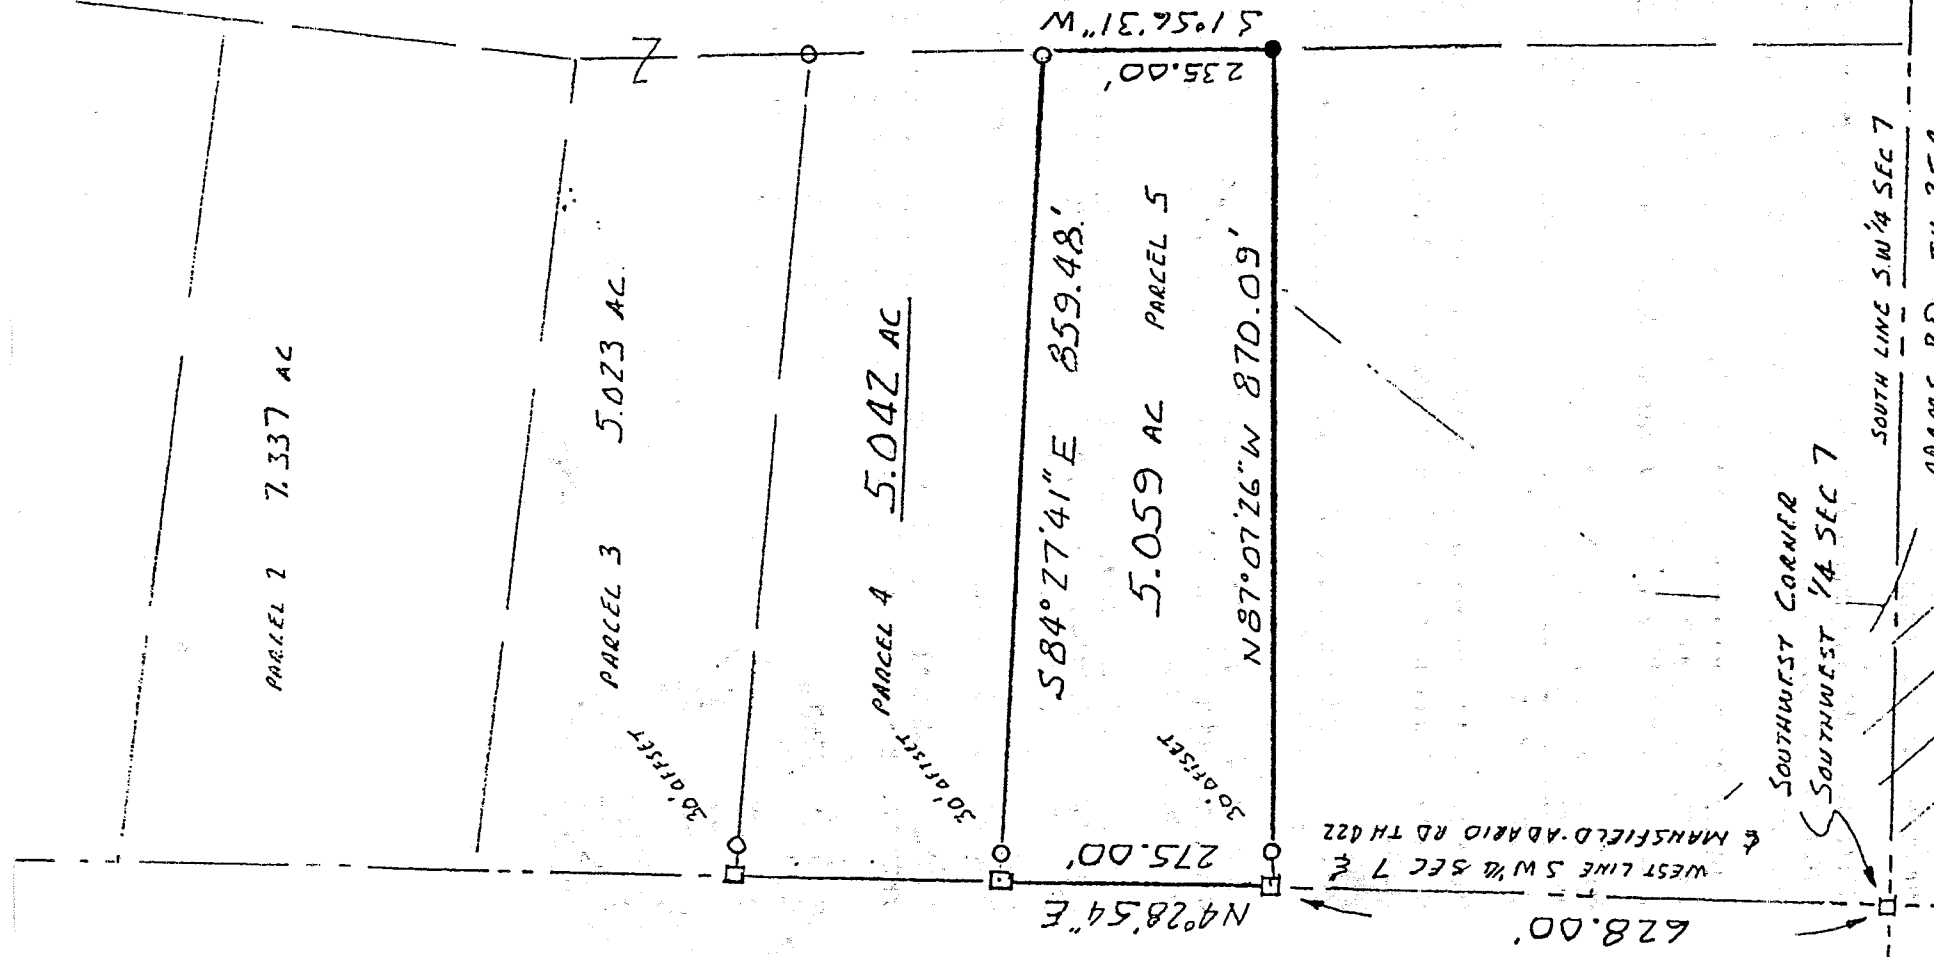 S 1°56'31" W
235.00'
PARCEL 2 7.337 AC
PARCEL 3 5.023 AC.
30' OFFSET
PARCEL 4 5.042 AC
30' OFFSET
S84°27'41" E 859.48'
5.059 AC PARCEL 5
N87°07'26" W 870.09'
30' OFFSET
275.00'
N4°28'54" E
WEST LINE S W 1/4 SEC 7 &
℄ MANSFIELD-ADARIO RD TH 022
628.00'
SOUTHWEST CORNER
SOUTHWEST 1/4 SEC 7
SOUTH LINE S.W 1/4 SEC 7